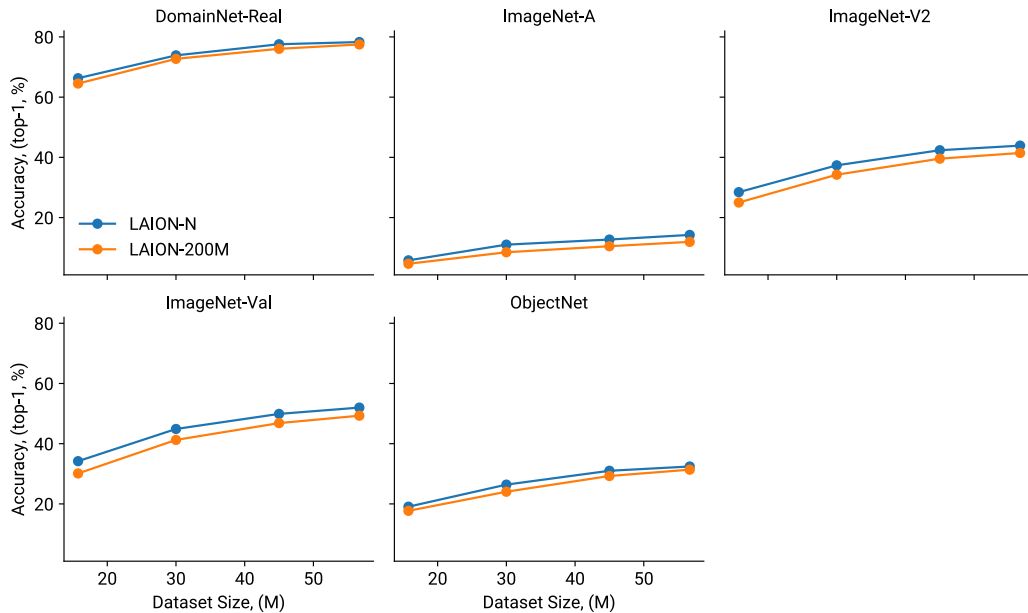 DomainNet-Real
ImageNet-A
ImageNet-V2
Accuracy, (top-1, %)
80
60
40
20
LAION-N
LAION-200M
ImageNet-Val
ObjectNet
Accuracy, (top-1, %)
80
60
40
20
20 30 40 50
20 30 40 50
Dataset Size, (M)
Dataset Size, (M)